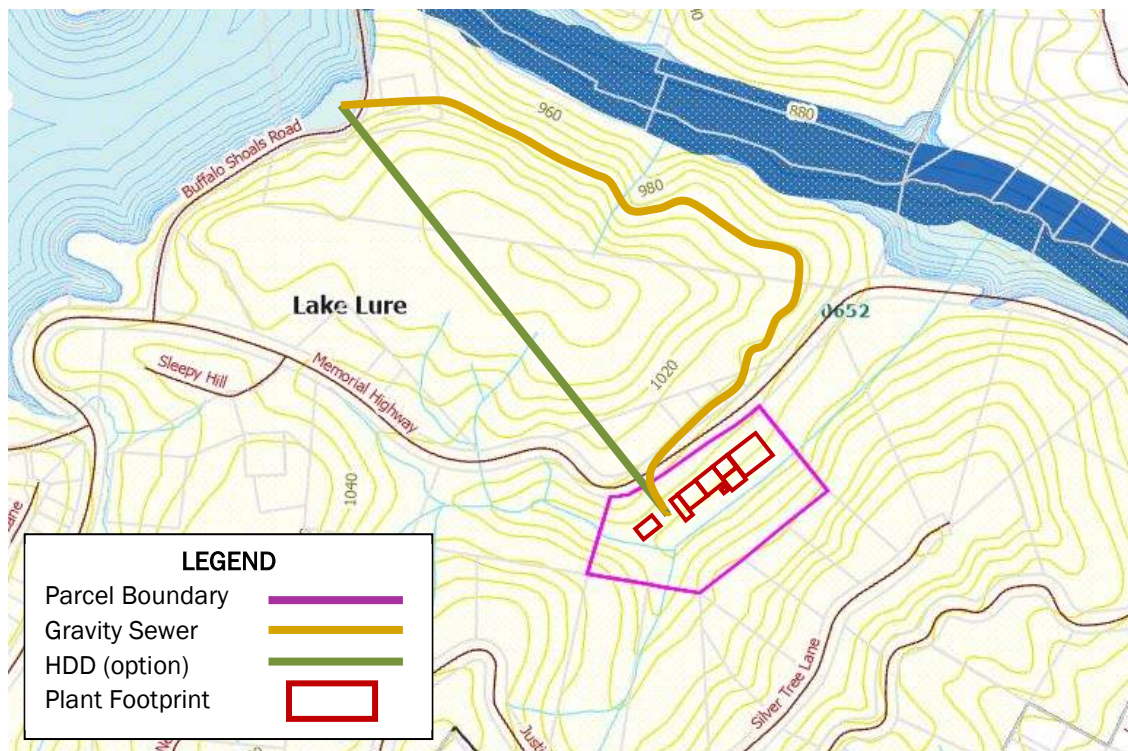 960
880
Buffalo Shoals Road
980
Lake Lure
0652
Sleepy Hill
Memorial Highway
1020
1040
Silver Tree Lane
LEGEND
Parcel Boundary
Gravity Sewer
HDD (option)
Plant Footprint